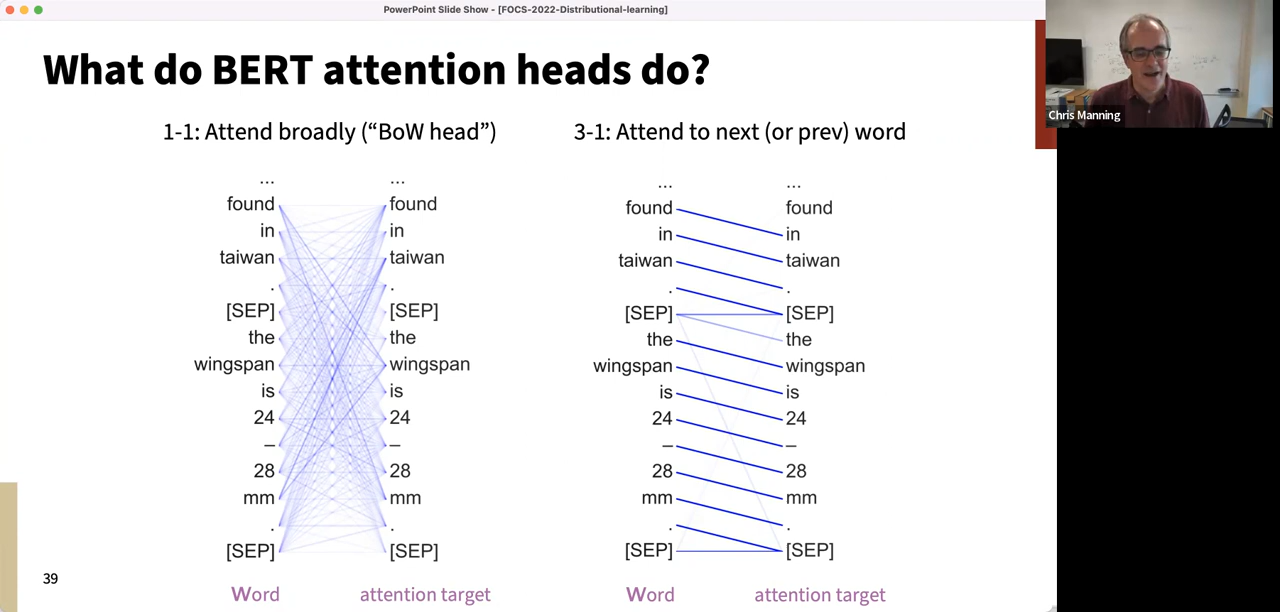 PowerPoint Slide Show - [FOCS-2022-Distributional-learning]
What do BERT attention heads do?
Chris Manning
1-1: Attend broadly (“BoW head”)
... ...
found found
in in
taiwan taiwan
. .
[SEP] [SEP]
the the
wingspan wingspan
is is
24 24
– –
28 28
mm mm
. .
[SEP] [SEP]
Word attention target
3-1: Attend to next (or prev) word
... ...
found found
in in
taiwan taiwan
. .
[SEP] [SEP]
the the
wingspan wingspan
is is
24 24
– –
28 28
mm mm
. .
[SEP] [SEP]
Word attention target
39